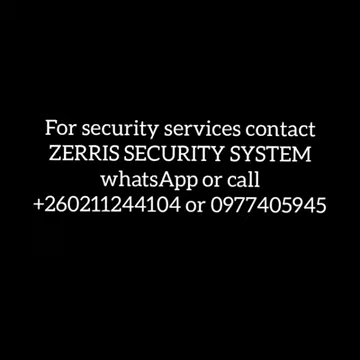 For security services contact
ZERRIS SECURITY SYSTEM
whatsApp or call
+260211244104 or 0977405945